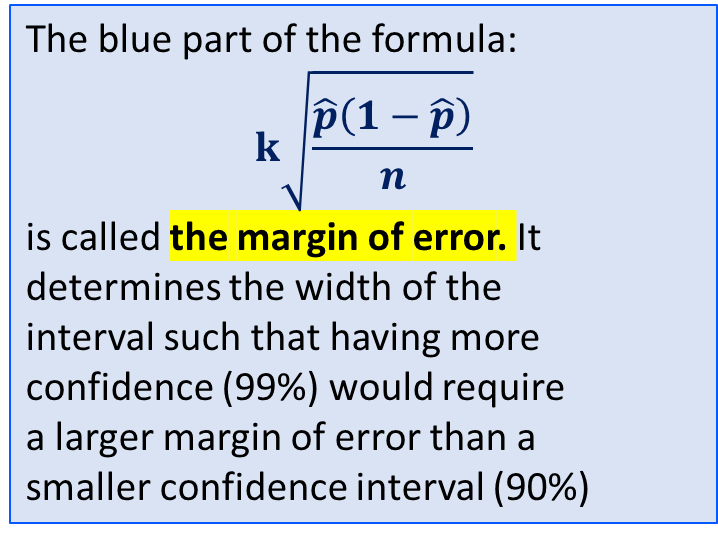 The blue part of the formula:
k√(p̂(1 − p̂)/n)
is called the margin of error. It
determines the width of the
interval such that having more
confidence (99%) would require
a larger margin of error than a
smaller confidence interval (90%)